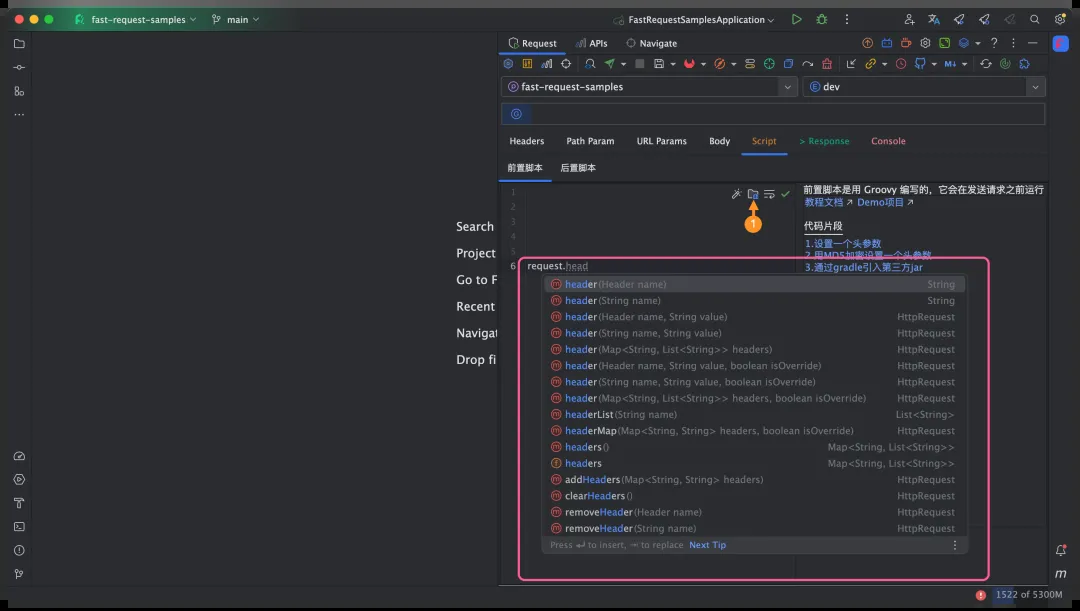 fast-request-samples
main
FastRequestSamplesApplication
Request
APIs
Navigate
fast-request-samples
dev
Headers
Path Param
URL Params
Body
Script
> Response
Console
前置脚本
后置脚本
1
2
3
4
5
6
request.head
1
前置脚本是用 Groovy 编写的，它会在发送请求之前运行
教程文档 ↗ Demo项目 ↗
代码片段
1.设置一个头参数
2.用MD5加密设置一个头参数
3.通过gradle引入第三方jar
Search
Project
Go to F
Recent
Navigat
Drop fi
header(Header name) String
header(String name) String
header(Header name, String value) HttpRequest
header(String name, String value) HttpRequest
header(Map<String, List<String>> headers) HttpRequest
header(Header name, String value, boolean isOverride) HttpRequest
header(String name, String value, boolean isOverride) HttpRequest
header(Map<String, List<String>> headers, boolean isOverride) HttpRequest
headerList(String name) List<String>
headerMap(Map<String, String> headers, boolean isOverride) HttpRequest
headers() Map<String, List<String>>
headers Map<String, List<String>>
addHeaders(Map<String, String> headers) HttpRequest
clearHeaders() HttpRequest
removeHeader(Header name) HttpRequest
removeHeader(String name) HttpRequest
Press ↵ to insert, ⇥ to replace Next Tip
1522 of 5300M